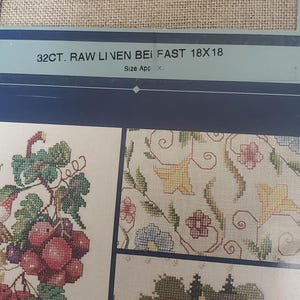 32CT. RAW LINEN BELFAST 18X18
Size App